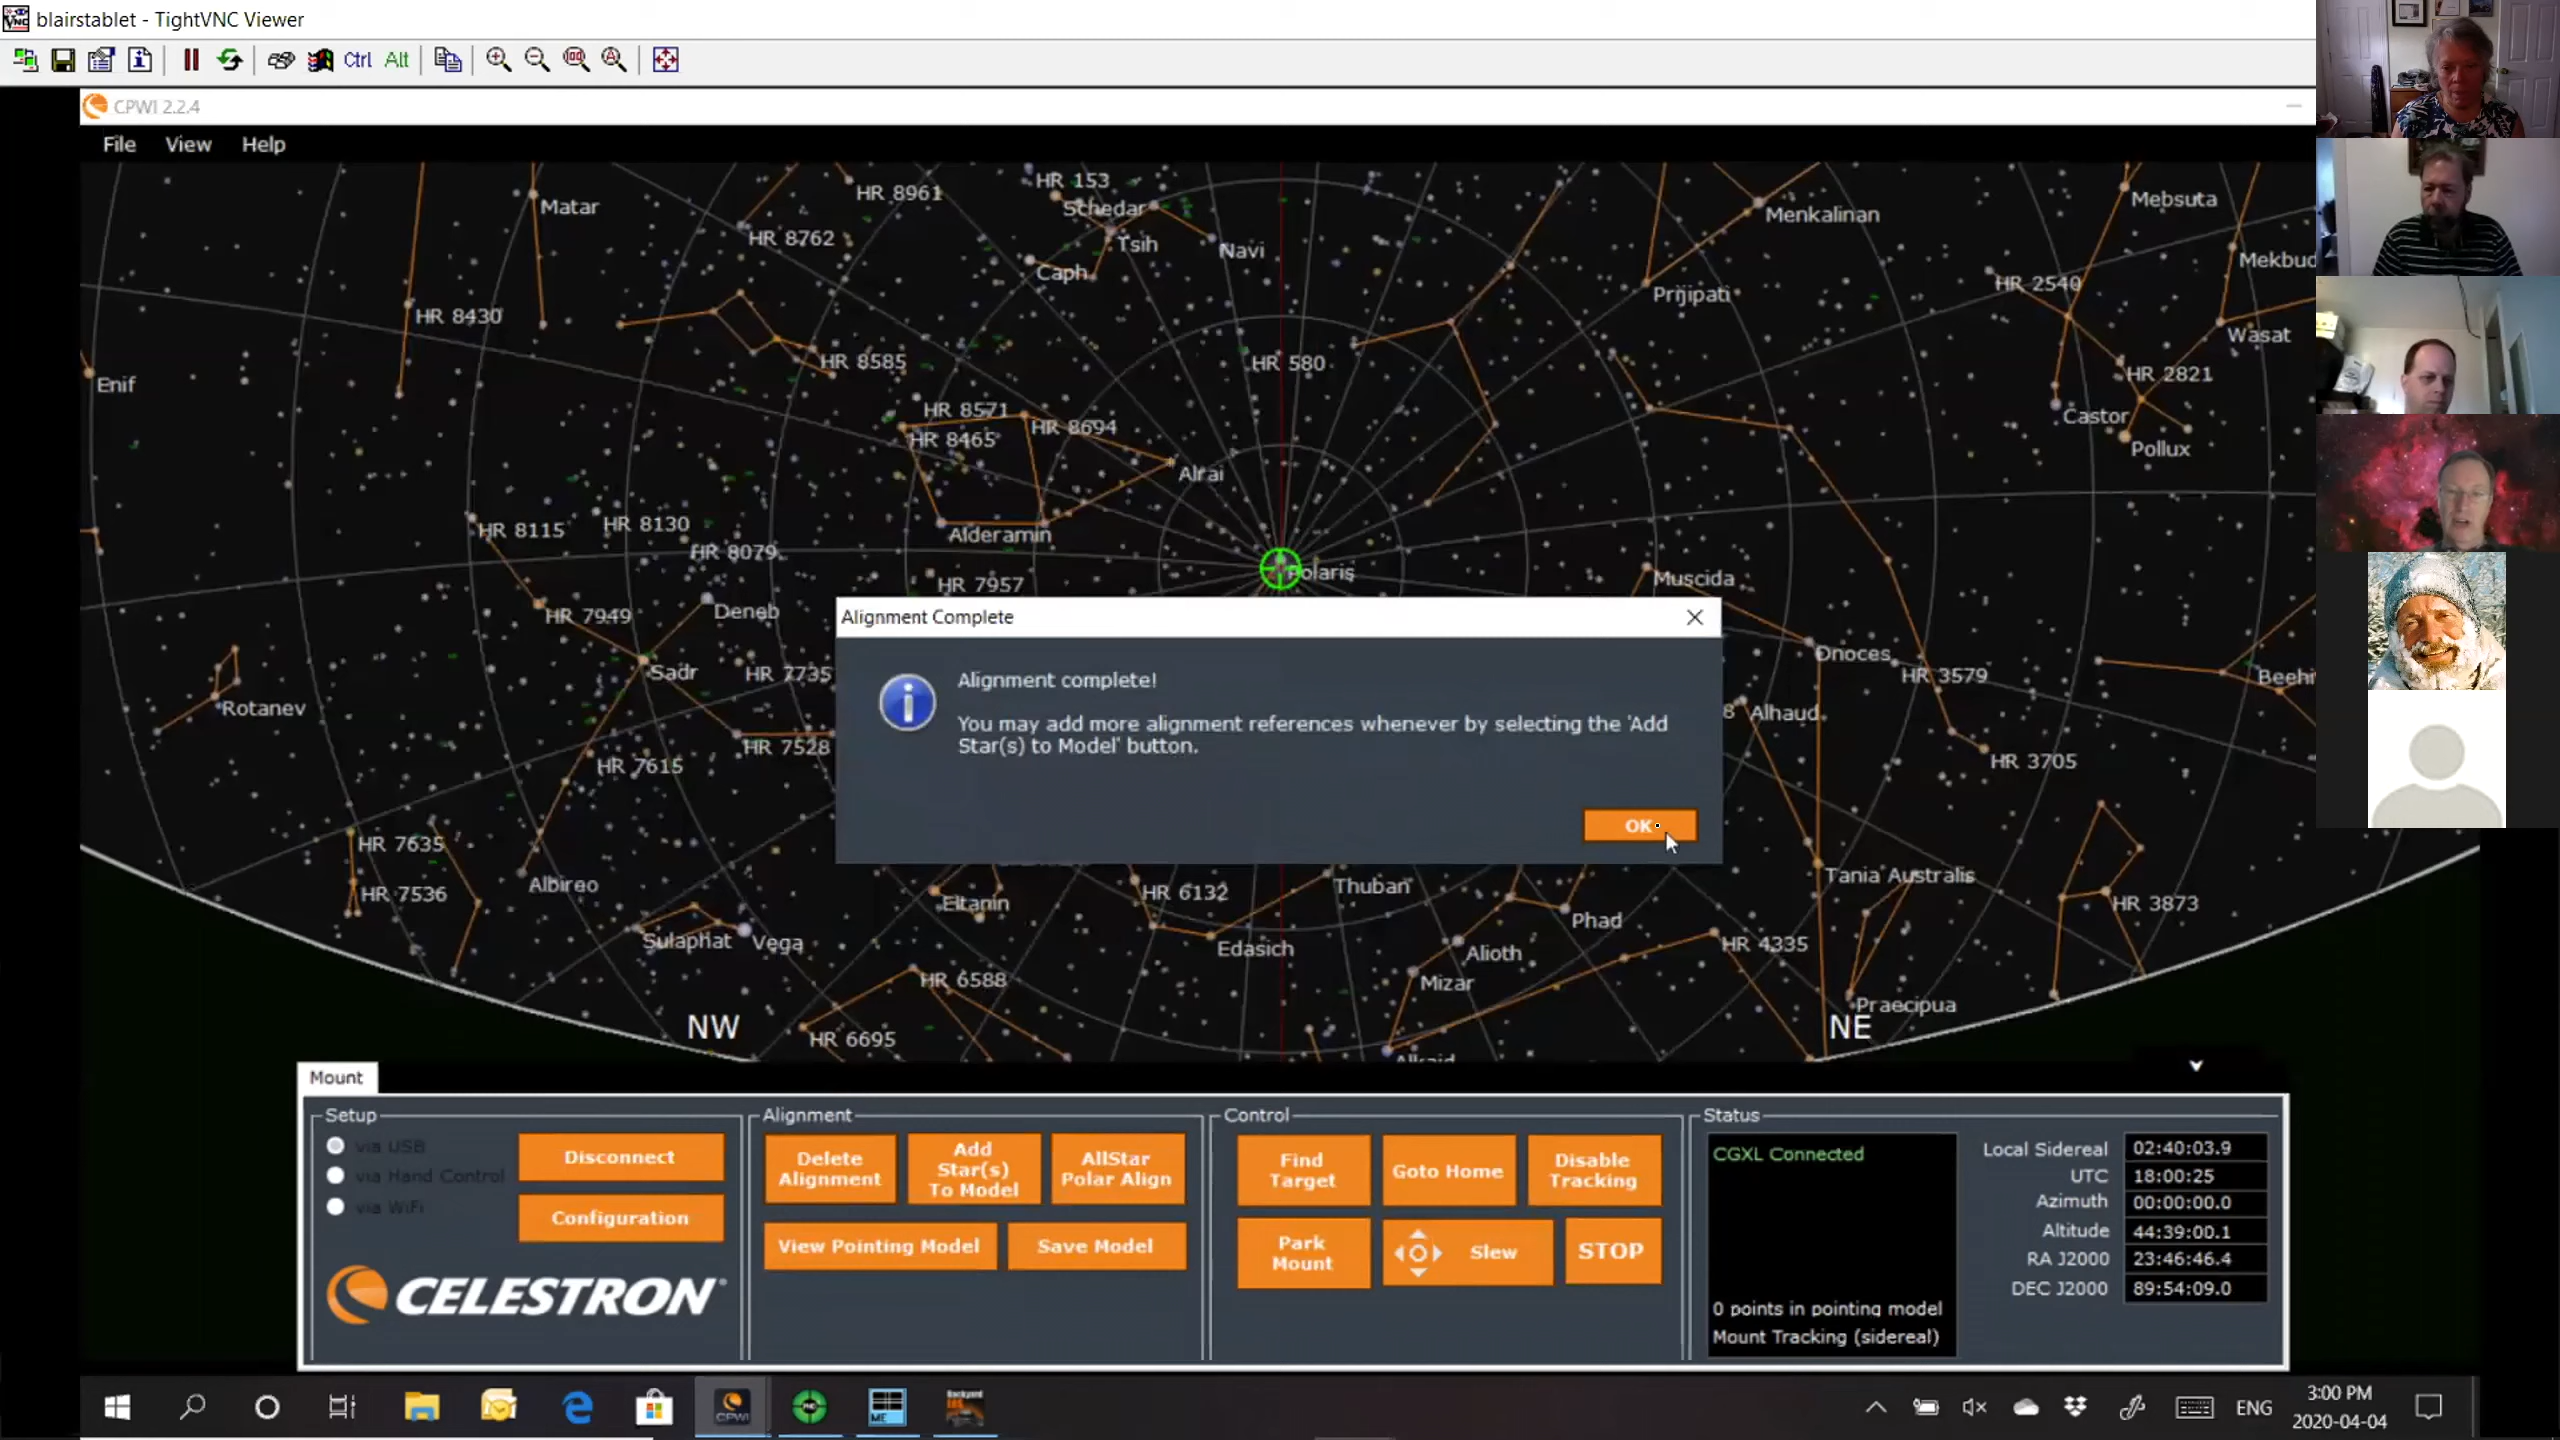 blairstablet - TightVNC Viewer
Ctrl Alt
CPWI 2.2.4
File View Help
HR 153
HR 8961
Schedar
Matar
Mebsuta
Menkalinan
HR 8762
Tsih
Navi
Mekbud
Caph
HR 2540
Prijipati
HR 8430
Wasat
HR 8585
HR 580
HR 2821
Enif
HR 8571
Castor
HR 8694
HR 8465
Pollux
Alrai
HR 8115
HR 8130
Alderamin
HR 8079
Polaris
Muscida
HR 7957
Deneb
HR 7949
Alignment Complete
Onoces
Sadr
HR 7735
HR 3579
Beehi
Alignment complete!
Rotanev
8
Alhaud
You may add more alignment references whenever by selecting the 'Add
Star(s) to Model' button.
HR 7528
HR 7615
HR 3705
OK
HR 7635
Tania Australis
Albireo
Thuban
HR 7536
HR 6132
Eltanin
HR 3873
Phad
Sulaphat
Vega
HR 4335
Edasich
Alioth
HR 6588
Mizar
Praecipua
NW
NE
HR 6695
Alkaid
Mount
Setup
via USB
via Hand Control
via WiFi
Disconnect
Configuration
CELESTRON
Alignment
Delete
Alignment
Add
Star(s)
To Model
AllStar
Polar Align
View Pointing Model
Save Model
Control
Find
Target
Goto Home
Disable
Tracking
Park
Mount
Slew
STOP
Status
CGXL Connected
0 points in pointing model
Mount Tracking (sidereal)
Local Sidereal 02:40:03.9
UTC 18:00:25
Azimuth 00:00:00.0
Altitude 44:39:00.1
RA J2000 23:46:46.4
DEC J2000 89:54:09.0
CPWI
ME
Backyard
ENG
3:00 PM
2020-04-04